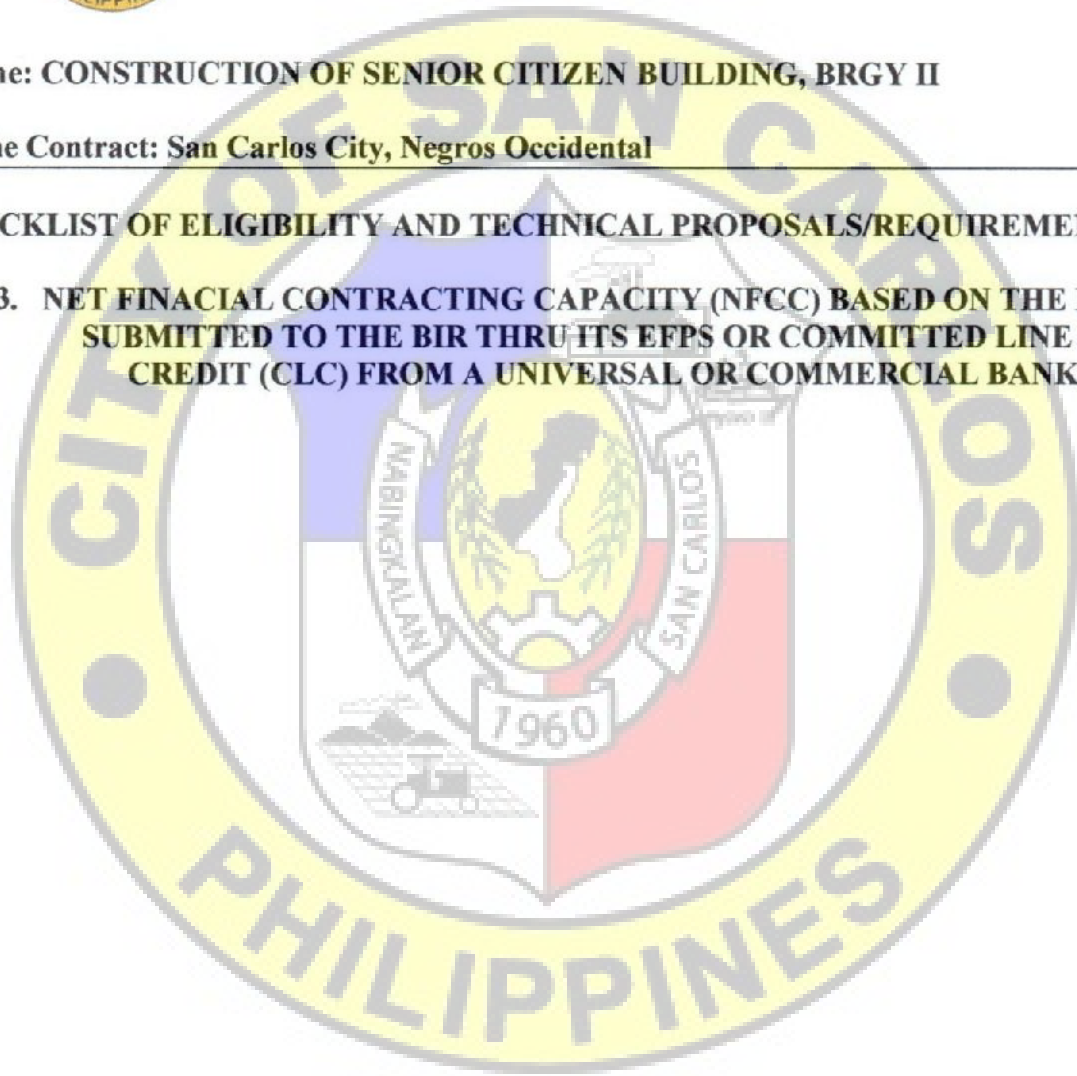 ne: CONSTRUCTION OF SENIOR CITIZEN BUILDING, BRGY II
ne Contract: San Carlos City, Negros Occidental
CKLIST OF ELIGIBILITY AND TECHNICAL PROPOSALS/REQUIREME
3. NET FINACIAL CONTRACTING CAPACITY (NFCC) BASED ON THE
SUBMITTED TO THE BIR THRU ITS EFPS OR COMMITTED LINE
CREDIT (CLC) FROM A UNIVERSAL OR COMMERCIAL BANK
CITY OF SAN CARLOS
NABINGKALAN
SAN CARLOS
1960
PHILIPPINES